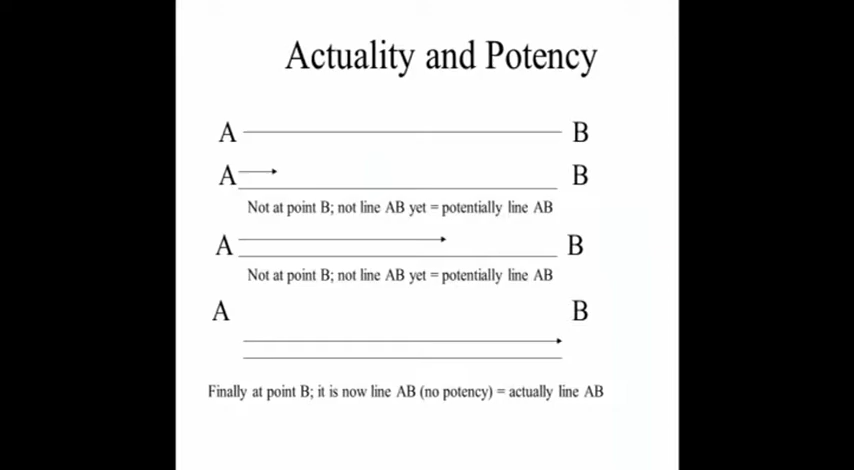 Actuality and Potency
A B
A B
Not at point B; not line AB yet = potentially line AB
A B
Not at point B; not line AB yet = potentially line AB
A B
Finally at point B; it is now line AB (no potency) = actually line AB